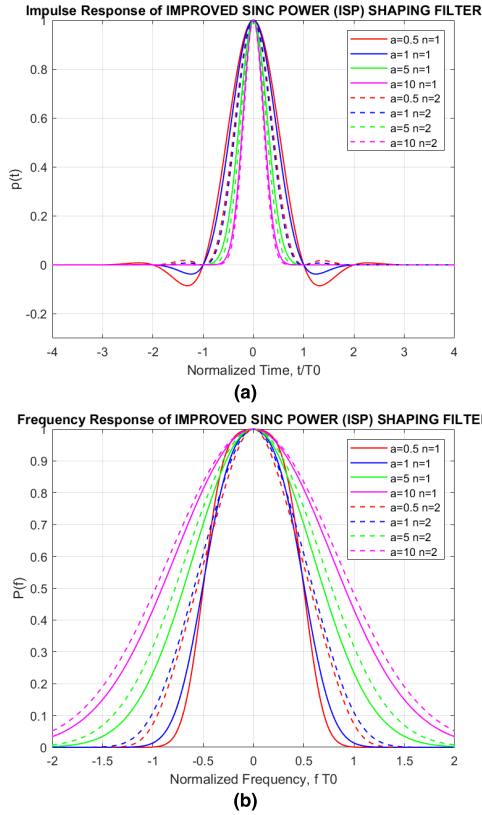 Impulse Response of IMPROVED SINC POWER (ISP) SHAPING FILTER
1
0.8
0.6
0.4
0.2
0
-0.2
p(t)
a=0.5 n=1
a=1 n=1
a=5 n=1
a=10 n=1
a=0.5 n=2
a=1 n=2
a=5 n=2
a=10 n=2
-4 -3 -2 -1 0 1 2 3 4
Normalized Time, t/T0
(a)
Frequency Response of IMPROVED SINC POWER (ISP) SHAPING FILTE
1
0.9
0.8
0.7
0.6
0.5
0.4
0.3
0.2
0.1
0
P(f)
a=0.5 n=1
a=1 n=1
a=5 n=1
a=10 n=1
a=0.5 n=2
a=1 n=2
a=5 n=2
a=10 n=2
-2 -1.5 -1 -0.5 0 0.5 1 1.5 2
Normalized Frequency, f T0
(b)